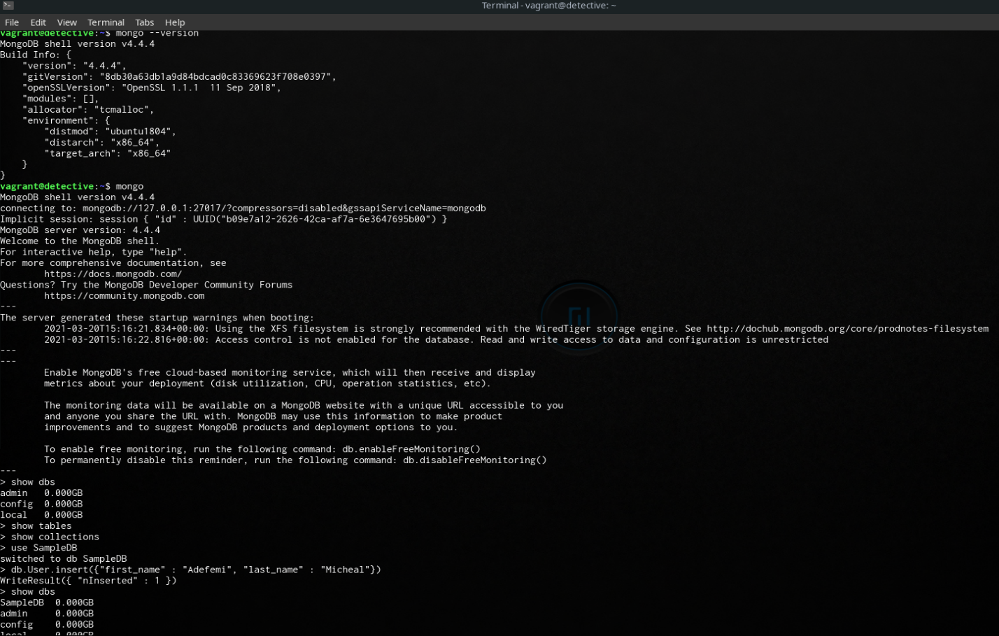 Terminal - vagrant@detective: ~
File Edit View Terminal Tabs Help
vagrant@detective:~$ mongo --version
MongoDB shell version v4.4.4
Build Info: {
    "version": "4.4.4",
    "gitVersion": "8db30a63db1a9d84bdcad0c83369623f708e0397",
    "openSSLVersion": "OpenSSL 1.1.1  11 Sep 2018",
    "modules": [],
    "allocator": "tcmalloc",
    "environment": {
        "distmod": "ubuntu1804",
        "distarch": "x86_64",
        "target_arch": "x86_64"
    }
}
vagrant@detective:~$ mongo
MongoDB shell version v4.4.4
connecting to: mongodb://127.0.0.1:27017/?compressors=disabled&gssapiServiceName=mongodb
Implicit session: session { "id" : UUID("b09e7a12-2626-42ca-af7a-6e3647695b00") }
MongoDB server version: 4.4.4
Welcome to the MongoDB shell.
For interactive help, type "help".
For more comprehensive documentation, see
        https://docs.mongodb.com/
Questions? Try the MongoDB Developer Community Forums
        https://community.mongodb.com
---
The server generated these startup warnings when booting:
        2021-03-20T15:16:21.834+00:00: Using the XFS filesystem is strongly recommended with the WiredTiger storage engine. See http://dochub.mongodb.org/core/prodnotes-filesystem
        2021-03-20T15:16:22.816+00:00: Access control is not enabled for the database. Read and write access to data and configuration is unrestricted
---
---
        Enable MongoDB's free cloud-based monitoring service, which will then receive and display
        metrics about your deployment (disk utilization, CPU, operation statistics, etc).
        The monitoring data will be available on a MongoDB website with a unique URL accessible to you
        and anyone you share the URL with. MongoDB may use this information to make product
        improvements and to suggest MongoDB products and deployment options to you.
        To enable free monitoring, run the following command: db.enableFreeMonitoring()
        To permanently disable this reminder, run the following command: db.disableFreeMonitoring()
---
> show dbs
admin   0.000GB
config  0.000GB
local   0.000GB
> show tables
> show collections
> use SampleDB
switched to db SampleDB
> db.User.insert({"first_name" : "Adefemi", "last_name" : "Micheal"})
WriteResult({ "nInserted" : 1 })
> show dbs
SampleDB  0.000GB
admin     0.000GB
config    0.000GB
local     0.000GB